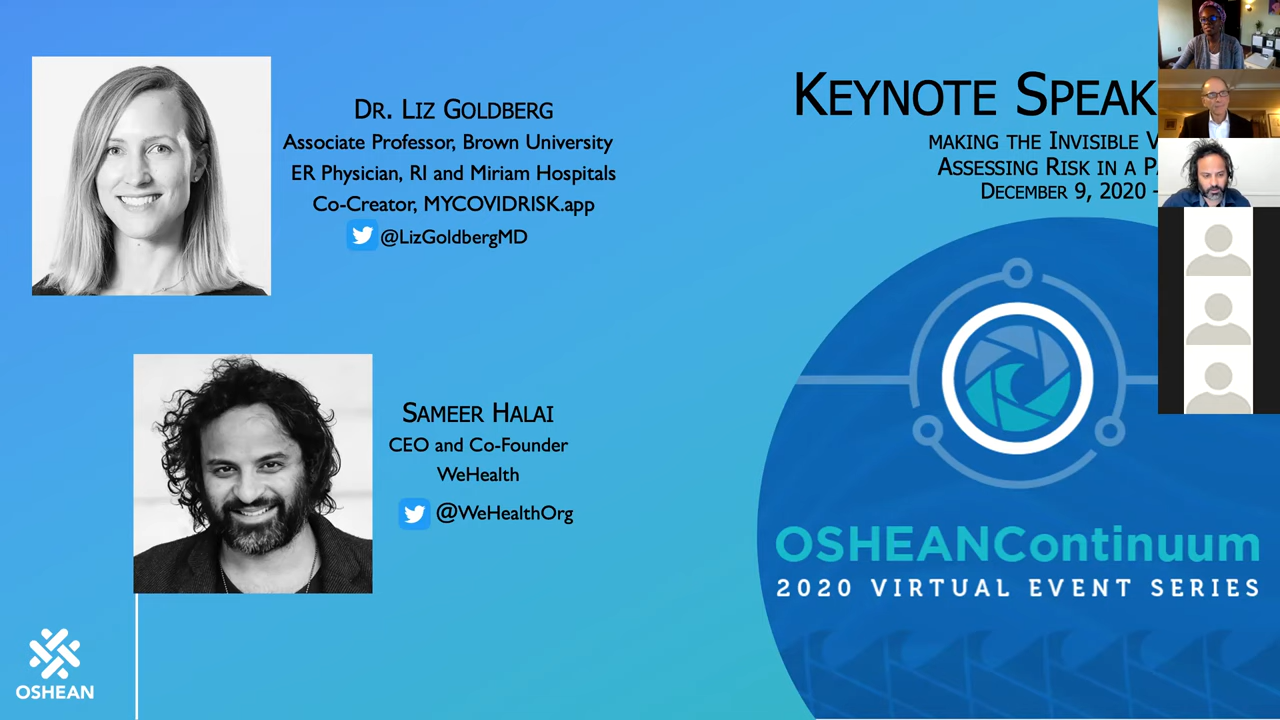 DR. LIZ GOLDBERG
Associate Professor, Brown University
ER Physician, RI and Miriam Hospitals
Co-Creator, MYCOVIDRISK.app
@LizGoldbergMD
SAMEER HALAI
CEO and Co-Founder
WeHealth
@WeHealthOrg
OSHEAN
KEYNOTE SPEAK
MAKING THE INVISIBLE V
ASSESSING RISK IN A PA
DECEMBER 9, 2020 -
OSHEANContinuum
2020 VIRTUAL EVENT SERIES